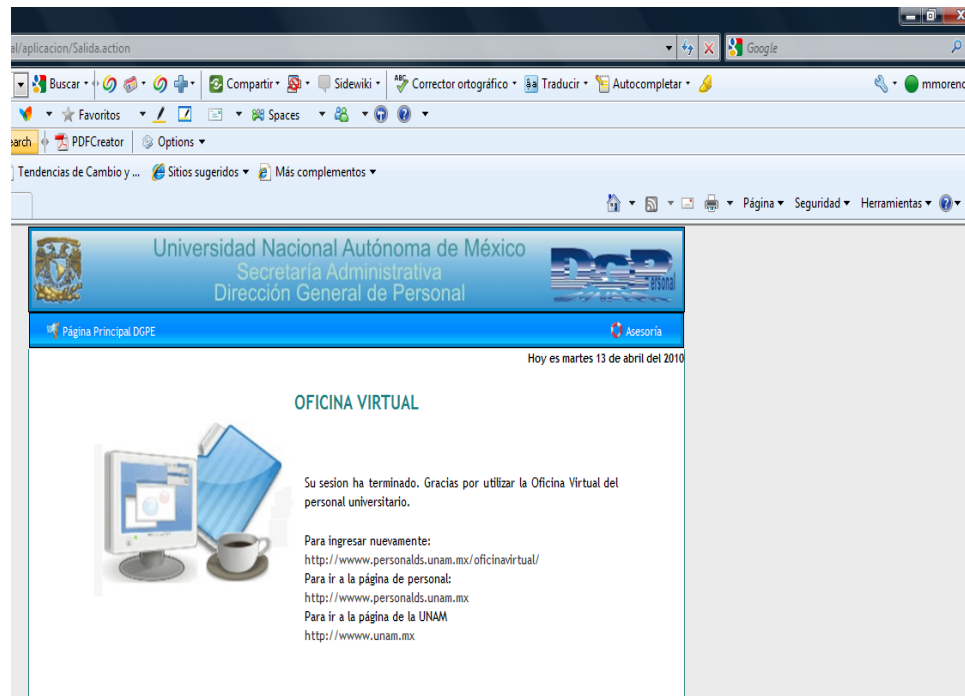 al/aplicacion/Salida.action
Google
Buscar
Compartir
Sidewiki
ABC Corrector ortográfico
âa Traducir
Autocompletar
mmoreno
Favoritos
Spaces
earch
PDFCreator
Options
Tendencias de Cambio y ...
Sitios sugeridos
Más complementos
Página
Seguridad
Herramientas
Universidad Nacional Autónoma de México
Secretaría Administrativa
Dirección General de Personal
DGP
ersonal
Página Principal DGPE
Asesoría
Hoy es martes 13 de abril del 2010
OFICINA VIRTUAL
Su sesion ha terminado. Gracias por utilizar la Oficina Virtual del
personal universitario.
Para ingresar nuevamente:
http://wwww.personalds.unam.mx/oficinavirtual/
Para ir a la página de personal:
http://wwww.personalds.unam.mx
Para ir a la página de la UNAM
http://wwww.unam.mx